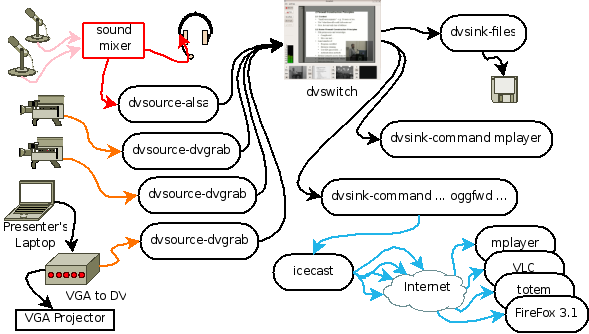 sound
mixer
dvswitch
dvsink-files
dvsource-alsa
dvsource-dvgrab
dvsink-command mplayer
dvsource-dvgrab
dvsink-command ... oggfwd ...
Presenter's
Laptop
dvsource-dvgrab
mplayer
icecast
VLC
Internet
totem
VGA to DV
VGA Projector
FireFox 3.1